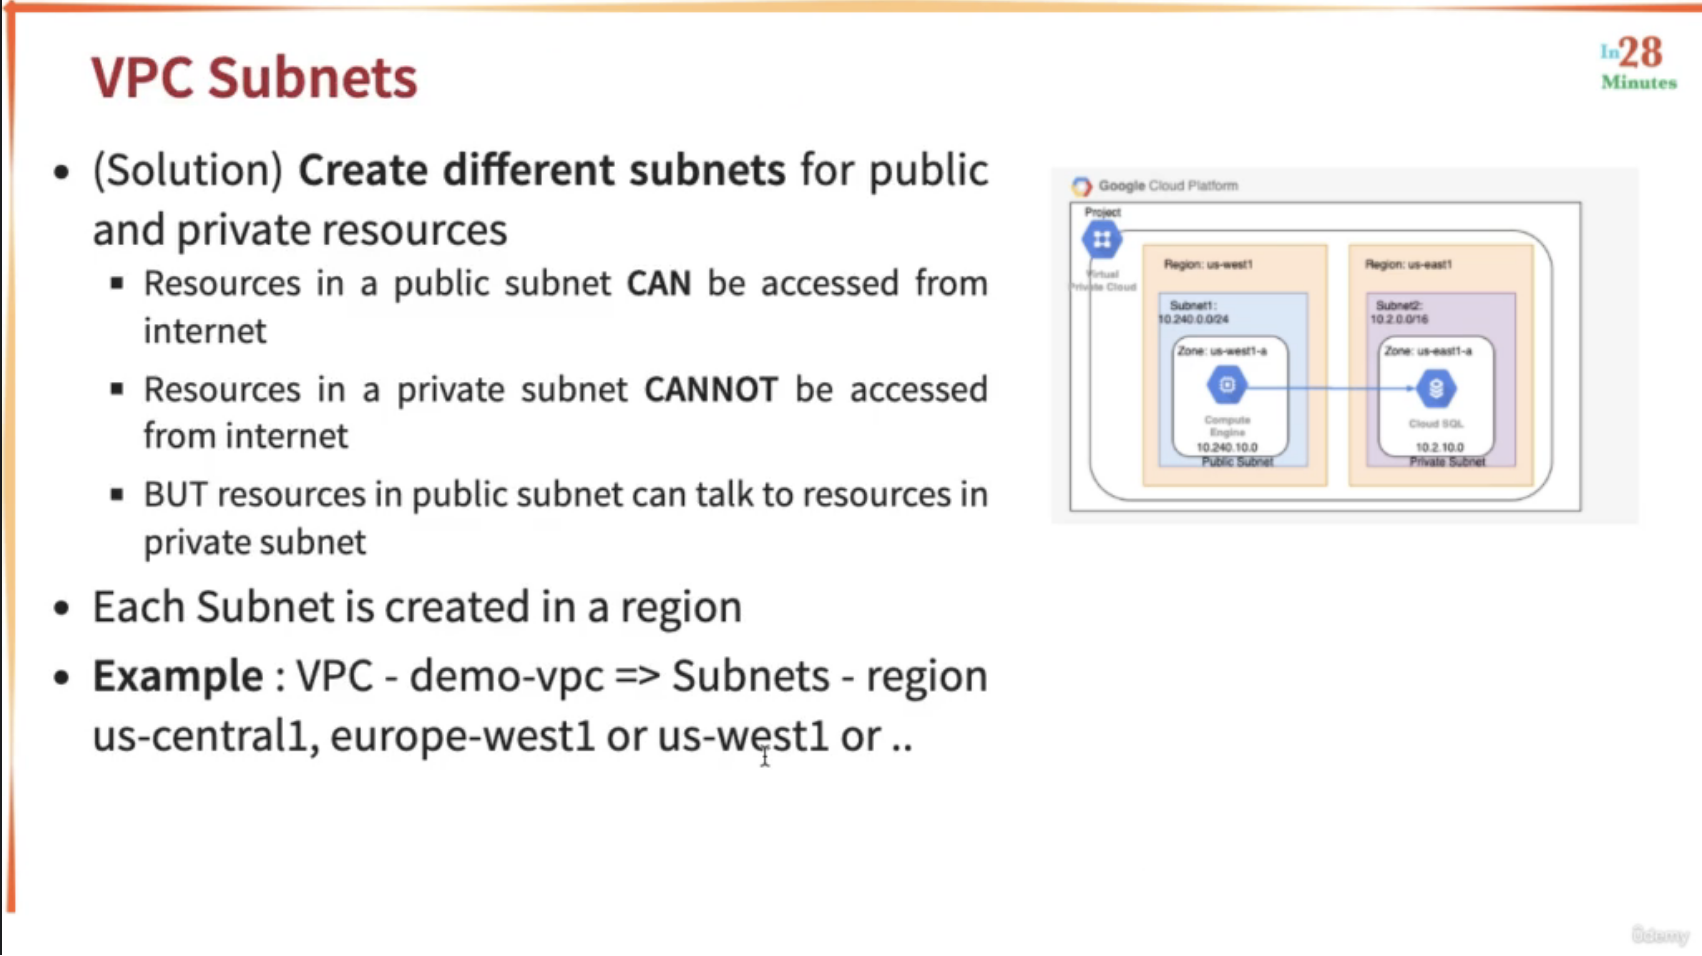 VPC Subnets
In28
Minutes
• (Solution) Create different subnets for public
and private resources
▪ Resources in a public subnet CAN be accessed from
internet
▪ Resources in a private subnet CANNOT be accessed
from internet
▪ BUT resources in public subnet can talk to resources in
private subnet
• Each Subnet is created in a region
• Example : VPC - demo-vpc => Subnets - region
us-central1, europe-west1 or us-west1 or ..
Google Cloud Platform
Project
Virtual
Private Cloud
Region: us-west1
Subnet1:
10.240.0.0/24
Zone: us-west1-a
Compute
Engine
10.240.10.0
Public Subnet
Region: us-east1
Subnet2:
10.2.0.0/16
Zone: us-east1-a
Cloud SQL
10.2.10.0
Private Subnet
ûdemy